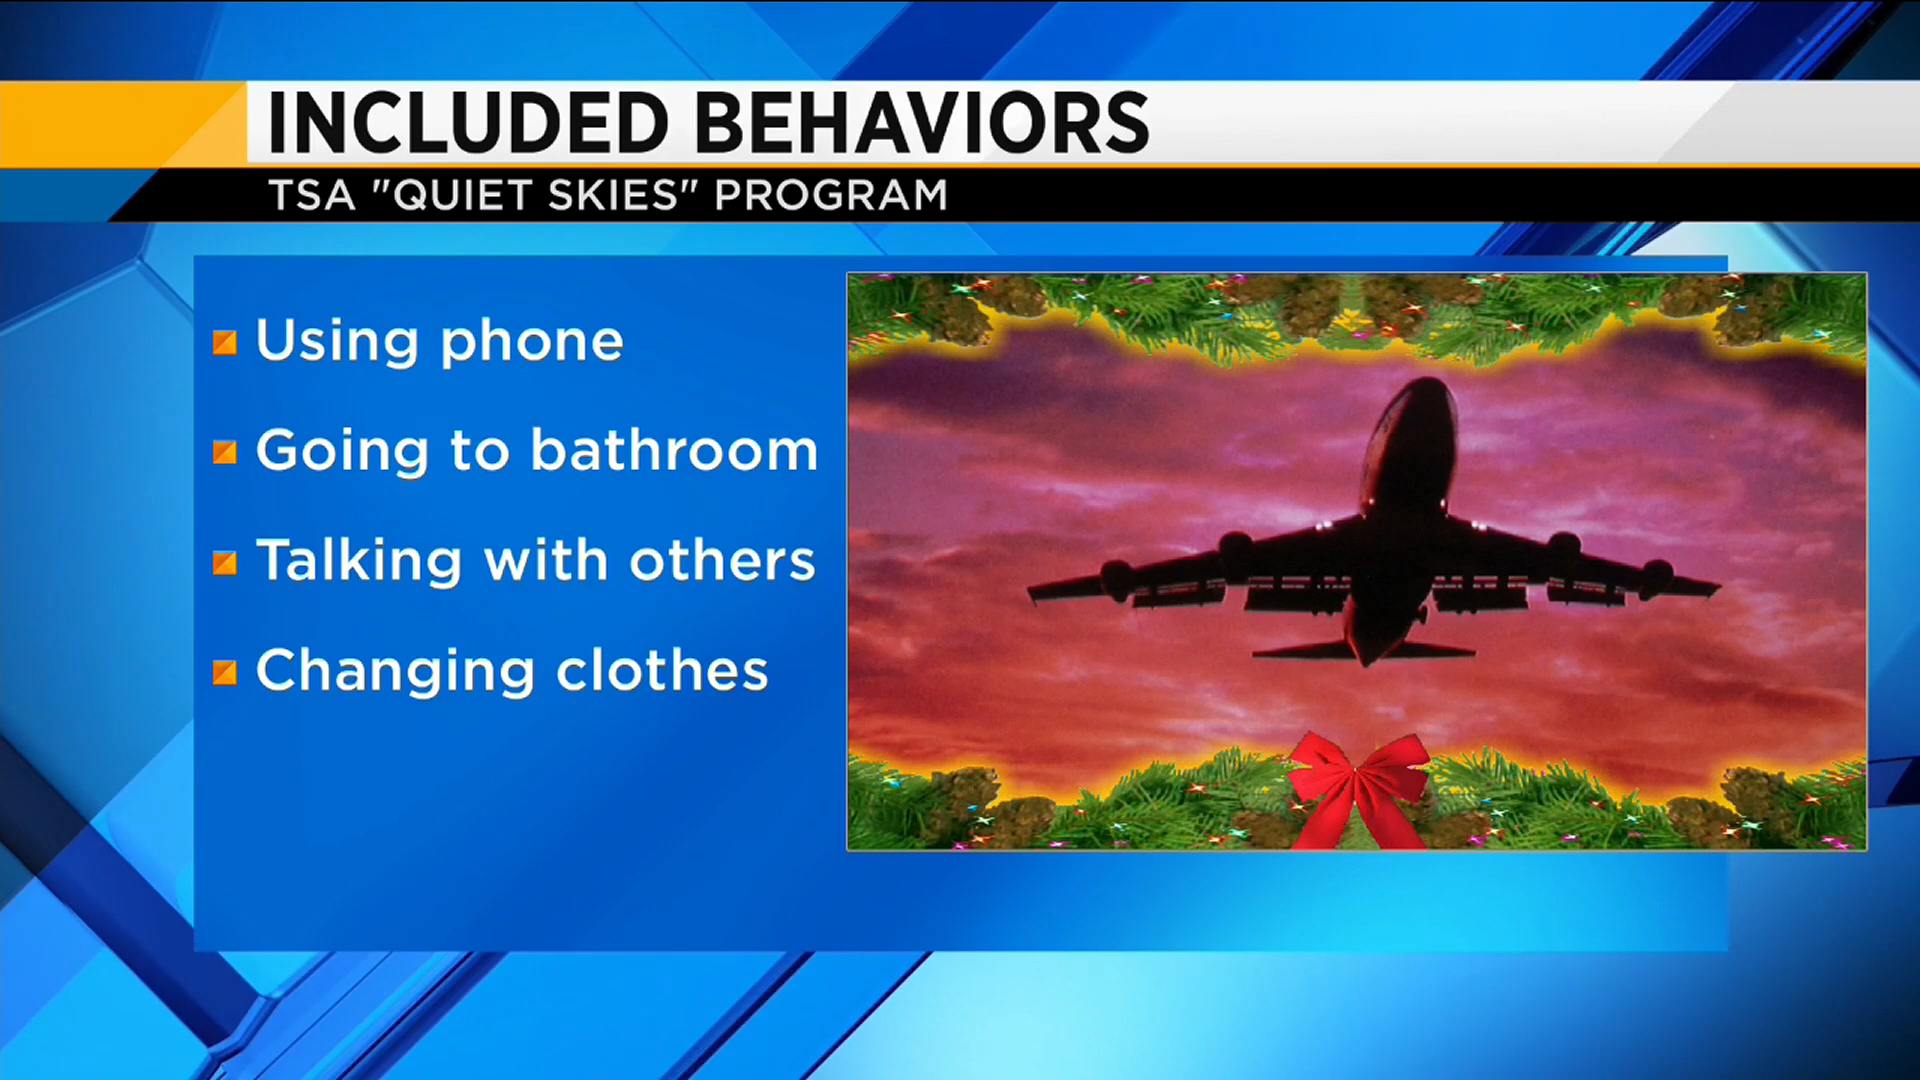 INCLUDED BEHAVIORS
TSA "QUIET SKIES" PROGRAM
Using phone
Going to bathroom
Talking with others
Changing clothes